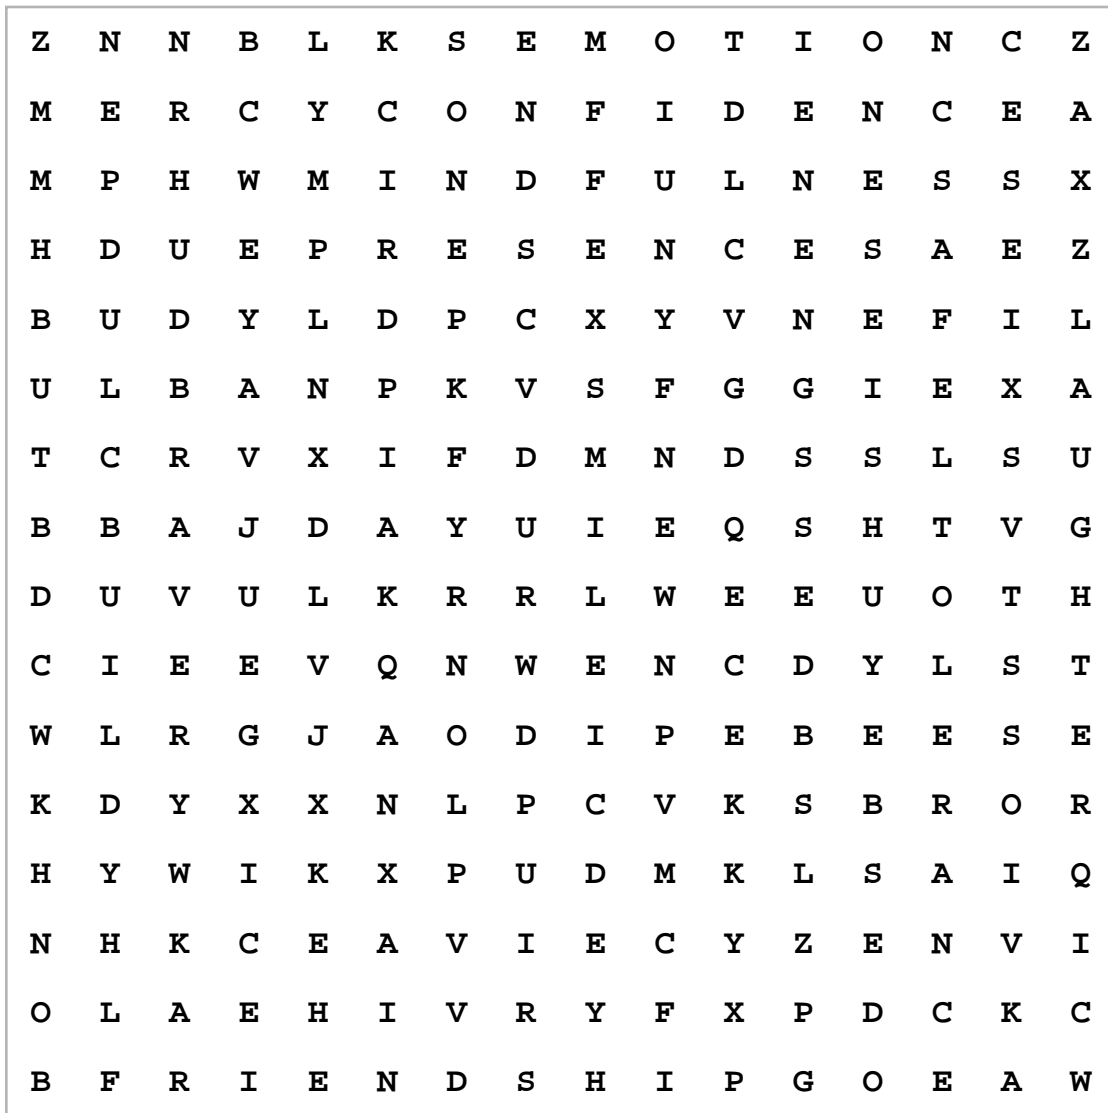 Z N N B L K S E M O T I O N C Z
M E R C Y C O N F I D E N C E A
M P H W M I N D F U L N E S S X
H D U E P R E S E N C E S A E Z
B U D Y L D P C X Y V N E F I L
U L B A N P K V S F G G I E X A
T C R V X I F D M N D S S L S U
B B A J D A Y U I E Q S H T V G
D U V U L K R R L W E E U O T H
C I E E V Q N W E N C D Y L S T
W L R G J A O D I P E B E E S E
K D Y X X N L P C V K S B R O R
H Y W I K X P U D M K L S A I Q
N H K C E A V I E C Y Z E N V I
O L A E H I V R Y F X P D C K C
B F R I E N D S H I P G O E A W